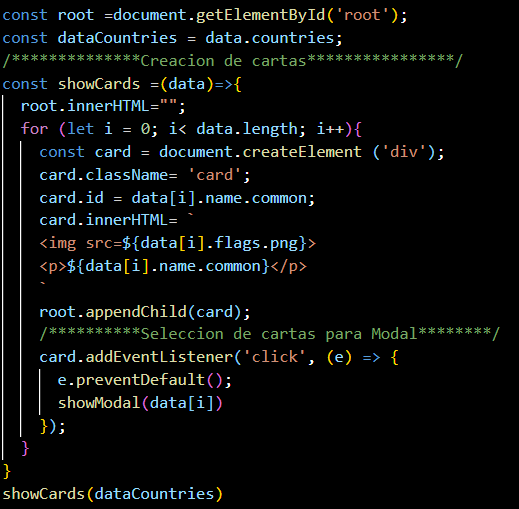 const root =document.getElementById('root');
const dataCountries = data.countries;
/**************Creacion de cartas****************/
const showCards =(data)=>{
  root.innerHTML="";
  for (let i = 0; i< data.length; i++){
    const card = document.createElement ('div');
    card.className= 'card';
    card.id = data[i].name.common;
    card.innerHTML= `
    <img src=${data[i].flags.png}>
    <p>${data[i].name.common}</p>
    `
    root.appendChild(card);
    /**********Seleccion de cartas para Modal********/
    card.addEventListener('click', (e) => {
      e.preventDefault();
      showModal(data[i])
    });
  }
}
showCards(dataCountries)